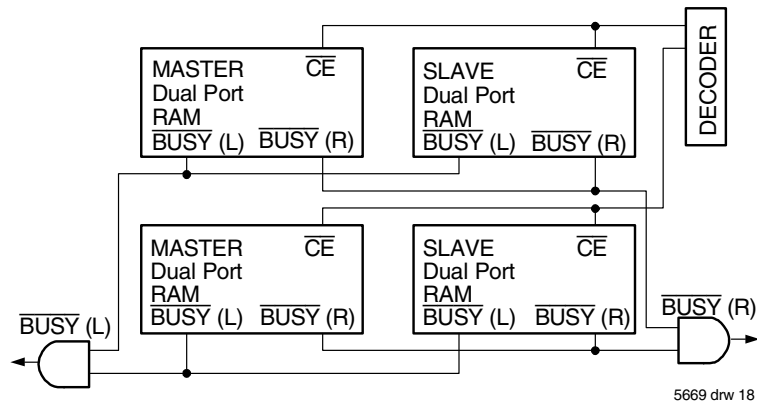 MASTER CE
Dual Port
RAM
BUSY (L) BUSY (R)
SLAVE CE
Dual Port
RAM
BUSY (L) BUSY (R)
DECODER
MASTER CE
Dual Port
RAM
BUSY (L) BUSY (R)
SLAVE CE
Dual Port
RAM
BUSY (L) BUSY (R)
BUSY (L)
BUSY (R)
5669 drw 18